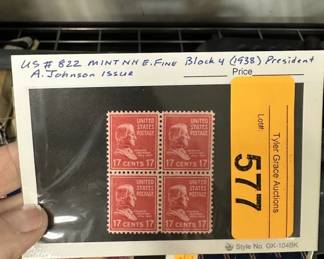 US # 822 MINT NH E.FINE Block 4 (1938) President
A. Johnson ISSUE
Price
Lot#:
577
Tyler Grace Auctions
UNITED
STATES
POSTAGE
17 CENTS 17
UNITED
STATES
POSTAGE
17 CENTS 17
UNITED
STATES
POSTAGE
17 CENTS 17
UNITED
STATES
POSTAGE
17 CENTS 17
Style No. GK-104BK